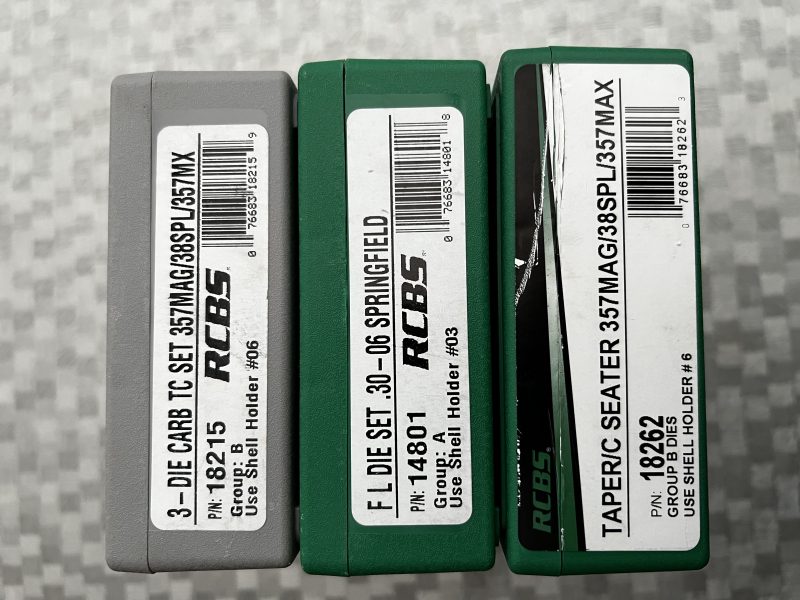 3-DIE CARB TC SET 357MAG/38SPL/357MX
P/N: 18215
RCBS
Group: B
Use Shell Holder #06
0 76683 18215 9
F L DIE SET .30-06 SPRINGFIELD
P/N: 14801
RCBS
Group: A
Use Shell Holder #03
0 76683 14801 8
RCBS
TAPER/C SEATER 357MAG/38SPL/357MAX
P/N: 18262
GROUP B DIES
USE SHELL HOLDER # 6
0 76683 18262 3